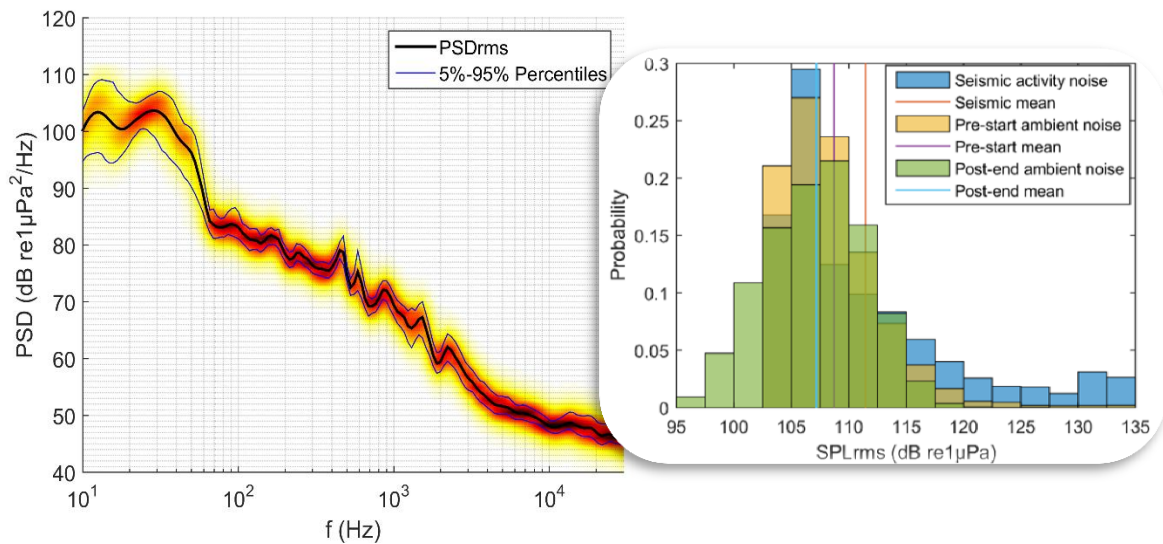 120
110
100
90
80
70
60
50
40
PSD (dB re1µPa²/Hz)
10¹
10²
10³
10⁴
f (Hz)
PSDrms
5%-95% Percentiles
0.3
0.25
0.2
0.15
0.1
0.05
0
Probability
95
100
105
110
115
120
125
130
135
SPLrms (dB re1µPa)
Seismic activity noise
Seismic mean
Pre-start ambient noise
Pre-start mean
Post-end ambient noise
Post-end mean